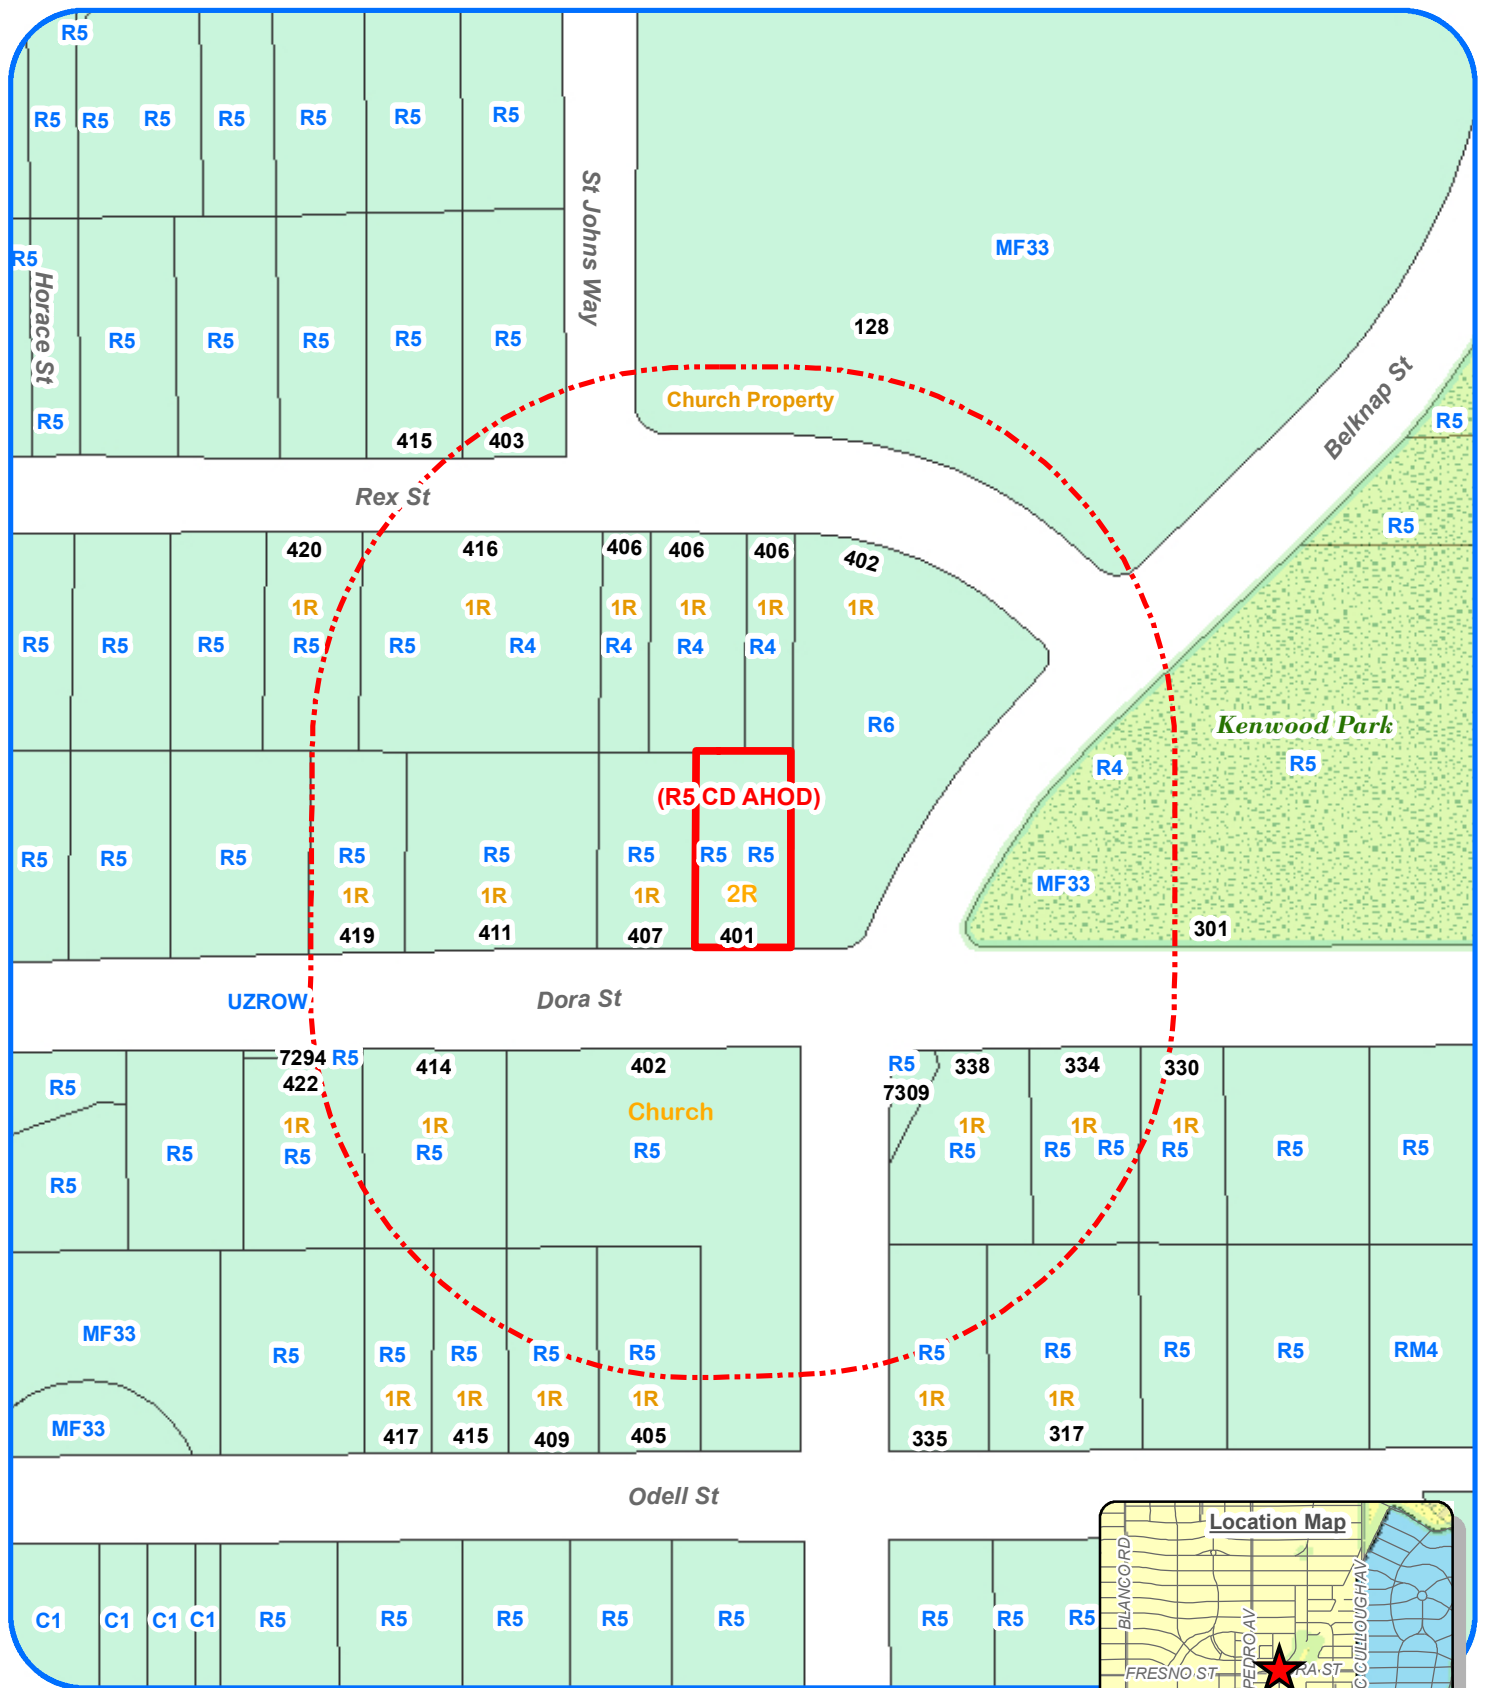 R5
R5 R5 R5 R5 R5 R5 R5
St Johns Way
MF33
R5
Horace St
128
R5 R5 R5 R5 R5
Belknap St
Church Property
R5
R5
415 403
Rex St
R5
420 416 406 406 406 402
1R 1R 1R 1R 1R 1R
R5 R5 R5 R5 R5 R4 R4 R4 R4
R6
Kenwood Park
R4 R5
(R5 CD AHOD)
R5 R5 R5 R5 R5 R5 R5 R5
MF33
1R 1R 1R 2R
419 411 407 401
301
UZROW
Dora St
7294 R5 414 402
R5 338 334 330
R5 422
7309
Church
1R 1R 1R 1R 1R
R5 R5 R5 R5 R5 R5 R5 R5 R5 R5
R5
MF33
R5 R5 R5 R5 R5 R5 R5 R5 R5 RM4
1R 1R 1R 1R 1R 1R
MF33
417 415 409 405 335 317
Odell St
Location Map
BLANCO RD
PEDRO AV
CCULLOUGH AV
FRESNO ST
RA ST
C1 C1 C1 C1 R5 R5 R5 R5 R5 R5 R5 R5